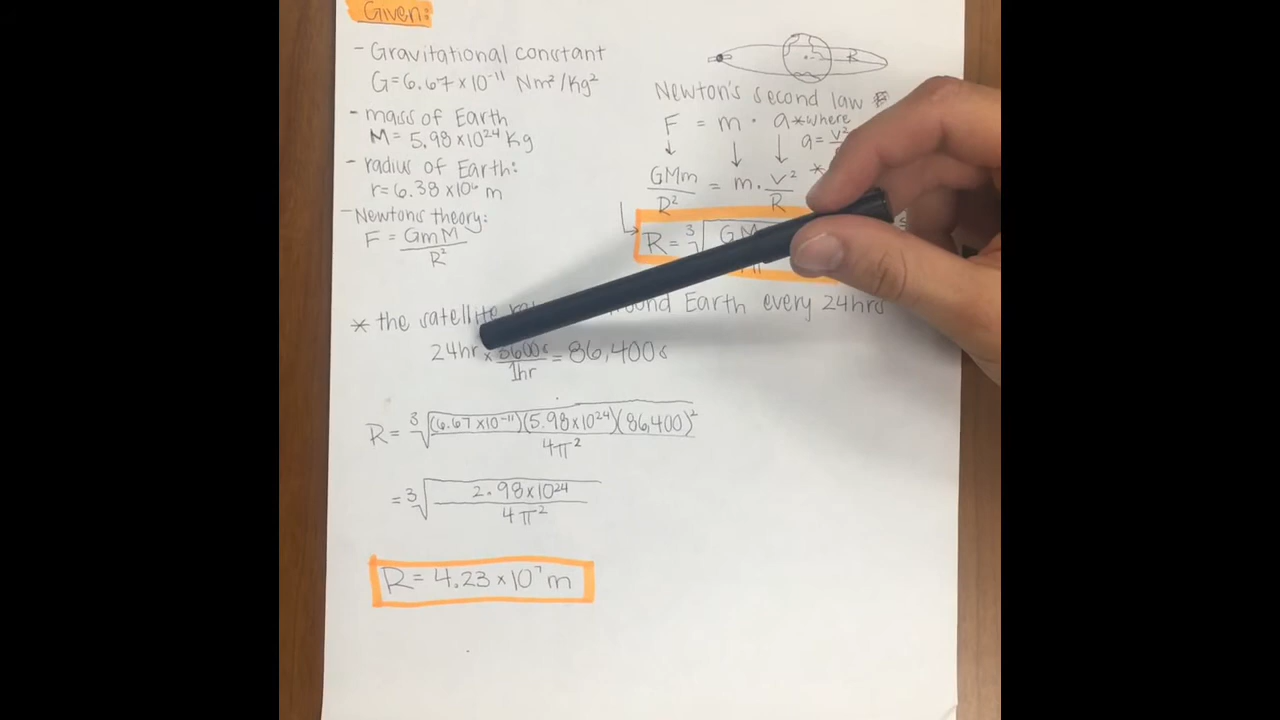 Given:
- Gravitational constant
G=6.67×10⁻¹¹ Nm²/Kg²
- mass of Earth
M = 5.98×10²⁴ Kg
- radius of Earth:
r=6.38×10⁶ m
- Newtons theory:
F = GmM
R²
R
Newton's second law
F = m · a *where
a= v²
GMm = m · v²
R² R
R = ³√ GM
π
* the satellite around Earth every 24hrs
24hr × 3600s = 86,400s
1hr
R= ³√ (6.67×10⁻¹¹)(5.98×10²⁴)(86,400)²
4π²
= ³√ 2.98×10²⁴
4π²
R= 4.23×10⁷ m